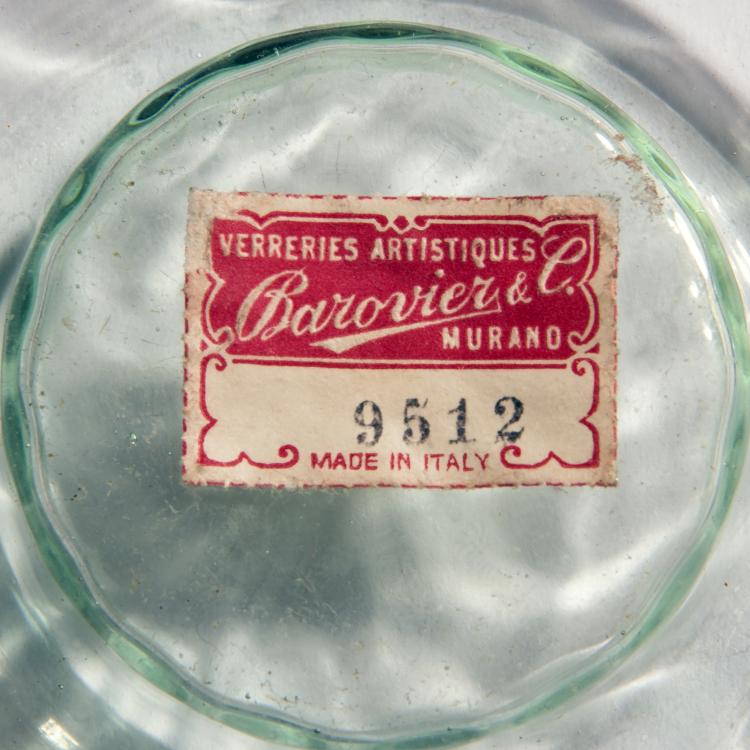 VERRERIES ARTISTIQUES
Barovier & C.
MURANO
9512
MADE IN ITALY